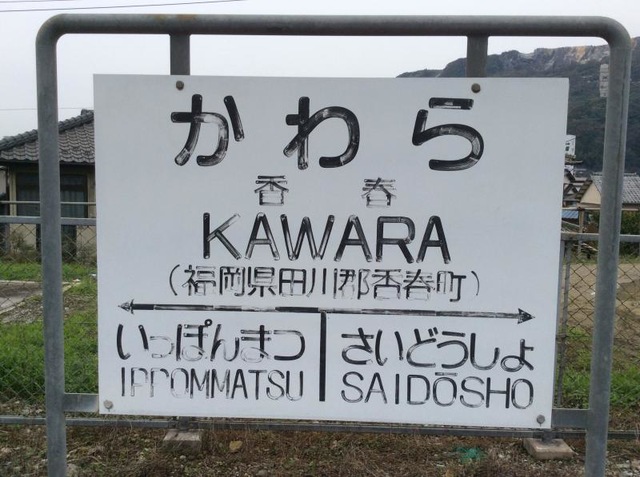 かわら
香春
KAWARA
(福岡県田川郡香春町)
いっぽんまつ さいどうしょ
IPPOMMATSU SAIDŌSHO